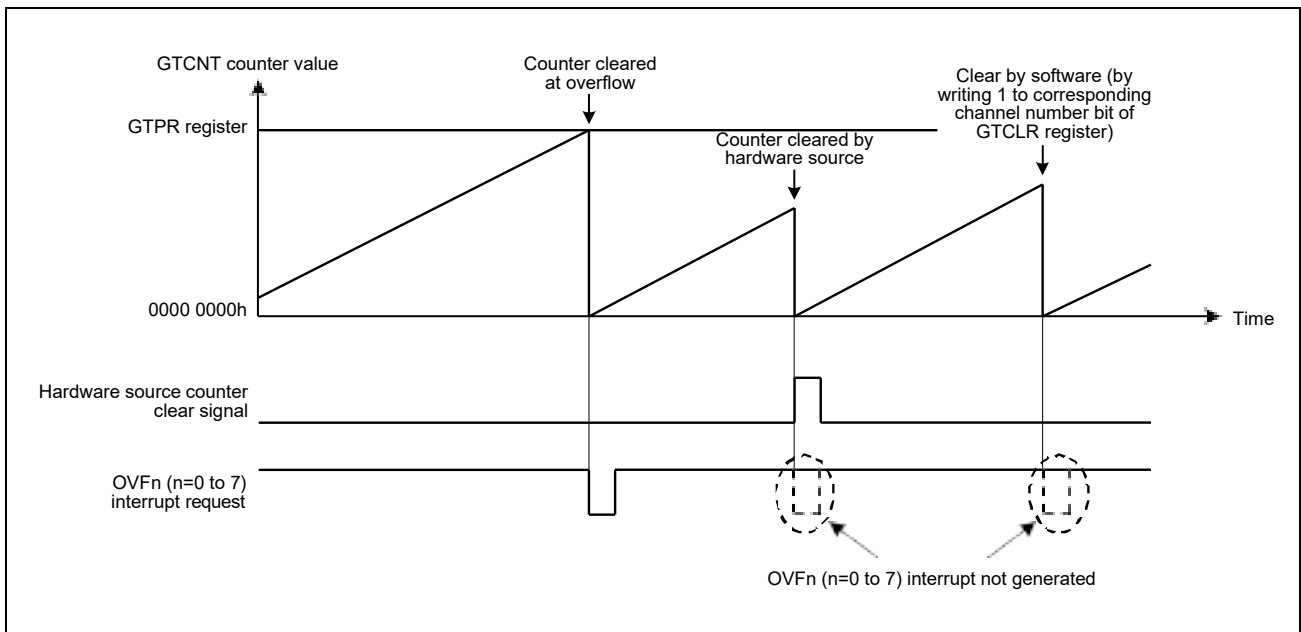 GTCNT counter value
Counter cleared
at overflow
Clear by software (by
writing 1 to corresponding
channel number bit of
GTCLR register)
GTPR register
Counter cleared by
hardware source
0000 0000h
Time
Hardware source counter
clear signal
OVFn (n=0 to 7)
interrupt request
OVFn (n=0 to 7) interrupt not generated